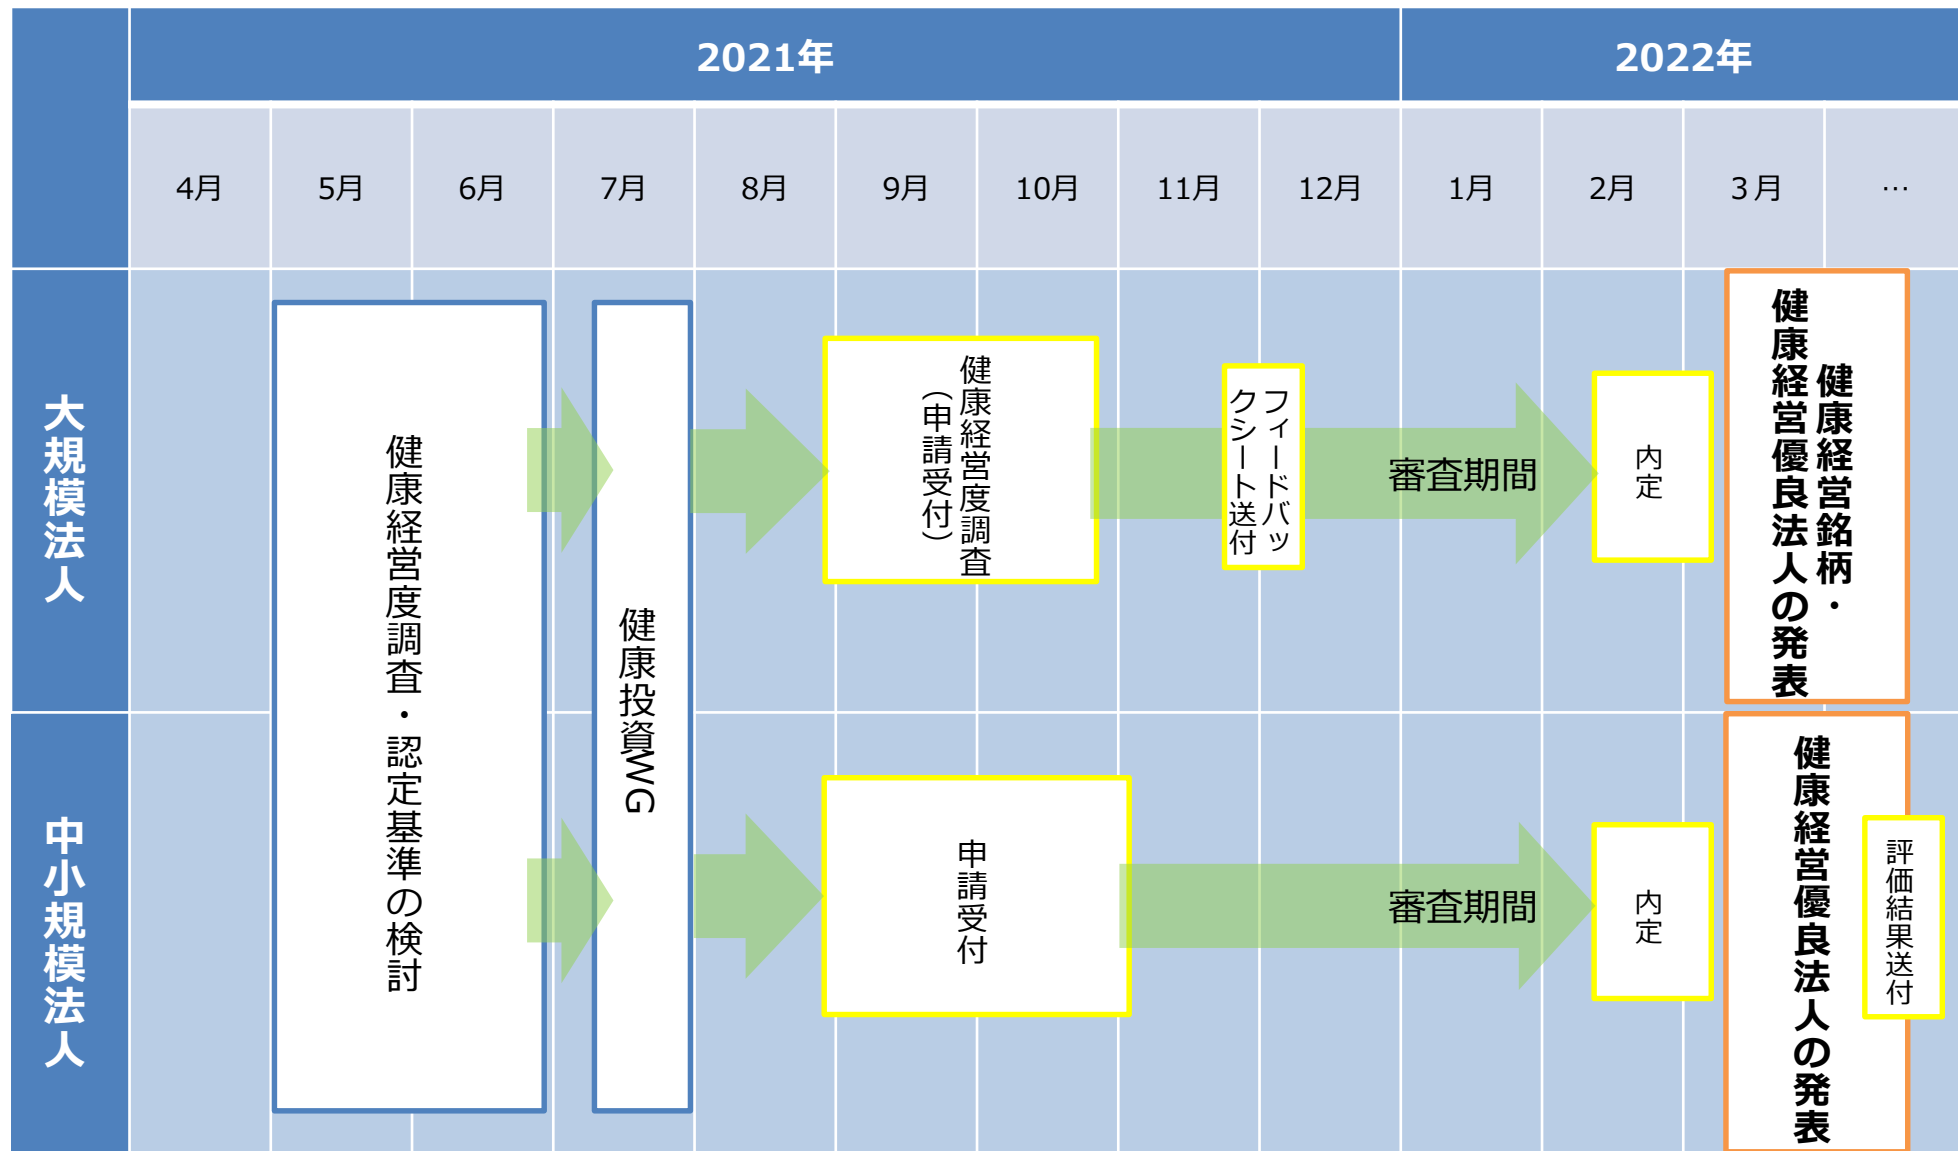 2021年
2022年
4月
5月
6月
7月
8月
9月
10月
11月
12月
1月
2月
３月
…
大規模法人
健康経営度調査・認定基準の検討
健康投資WG
健康経営度調査
（申請受付）
フィードバッ
クシート送付
審査期間
内定
健康経営銘柄・
健康経営優良法人の発表
中小規模法人
申請受付
審査期間
内定
健康経営優良法人の発表
評価結果送付